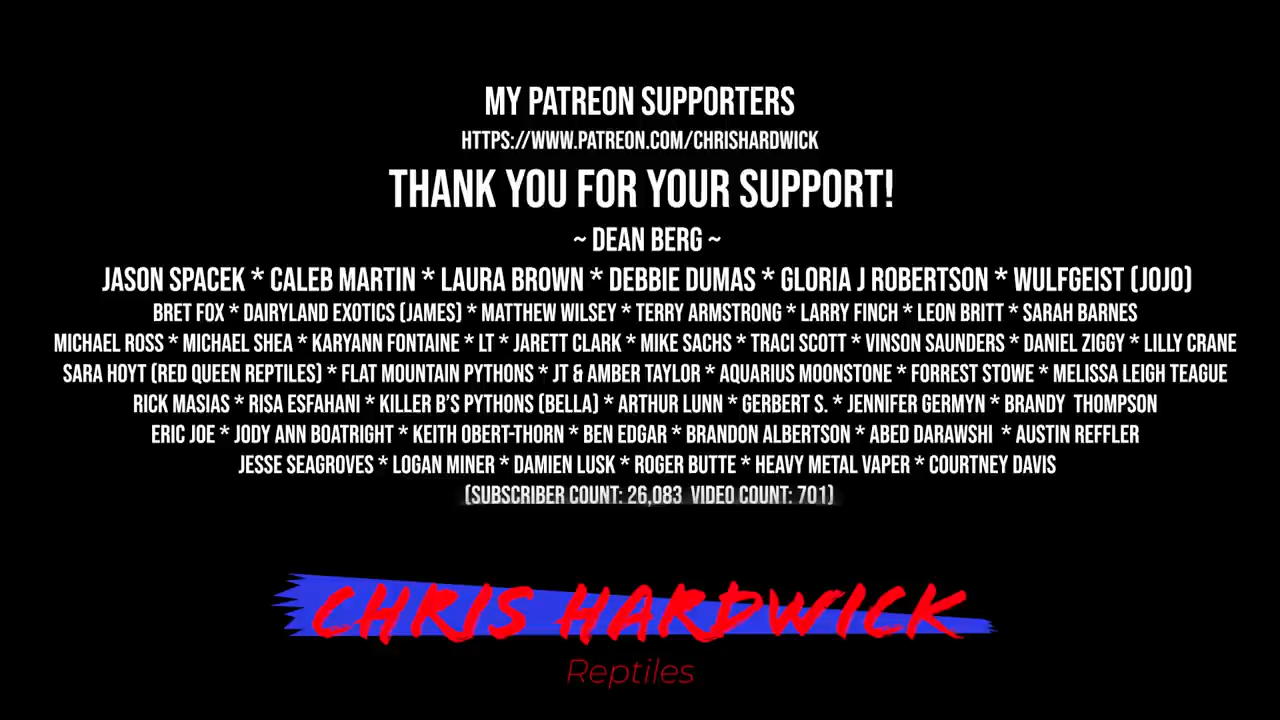 MY PATREON SUPPORTERS
HTTPS://WWW.PATREON.COM/CHRISHARDWICK
THANK YOU FOR YOUR SUPPORT!
~ DEAN BERG ~
JASON SPACEK * CALEB MARTIN * LAURA BROWN * DEBBIE DUMAS * GLORIA J ROBERTSON * WULFGEIST (JOJO)
BRET FOX * DAIRYLAND EXOTICS (JAMES) * MATTHEW WILSEY * TERRY ARMSTRONG * LARRY FINCH * LEON BRITT * SARAH BARNES
MICHAEL ROSS * MICHAEL SHEA * KARYANN FONTAINE * LT * JARETT CLARK * MIKE SACHS * TRACI SCOTT * VINSON SAUNDERS * DANIEL ZIGGY * LILLY CRANE
SARA HOYT (RED QUEEN REPTILES) * FLAT MOUNTAIN PYTHONS * JT & AMBER TAYLOR * AQUARIUS MOONSTONE * FORREST STOWE * MELISSA LEIGH TEAGUE
RICK MASIAS * RISA ESFAHANI * KILLER B'S PYTHONS (BELLA) * ARTHUR LUNN * GERBERT S. * JENNIFER GERMYN * BRANDY THOMPSON
ERIC JOE * JODY ANN BOATRIGHT * KEITH OBERT-THORN * BEN EDGAR * BRANDON ALBERTSON * ABED DARAWSHI * AUSTIN REFFLER
JESSE SEAGROVES * LOGAN MINER * DAMIEN LUSK * ROGER BUTTE * HEAVY METAL VAPER * COURTNEY DAVIS
(SUBSCRIBER COUNT: 26,083 VIDEO COUNT: 701)
CHRIS HARDWICK
Reptiles